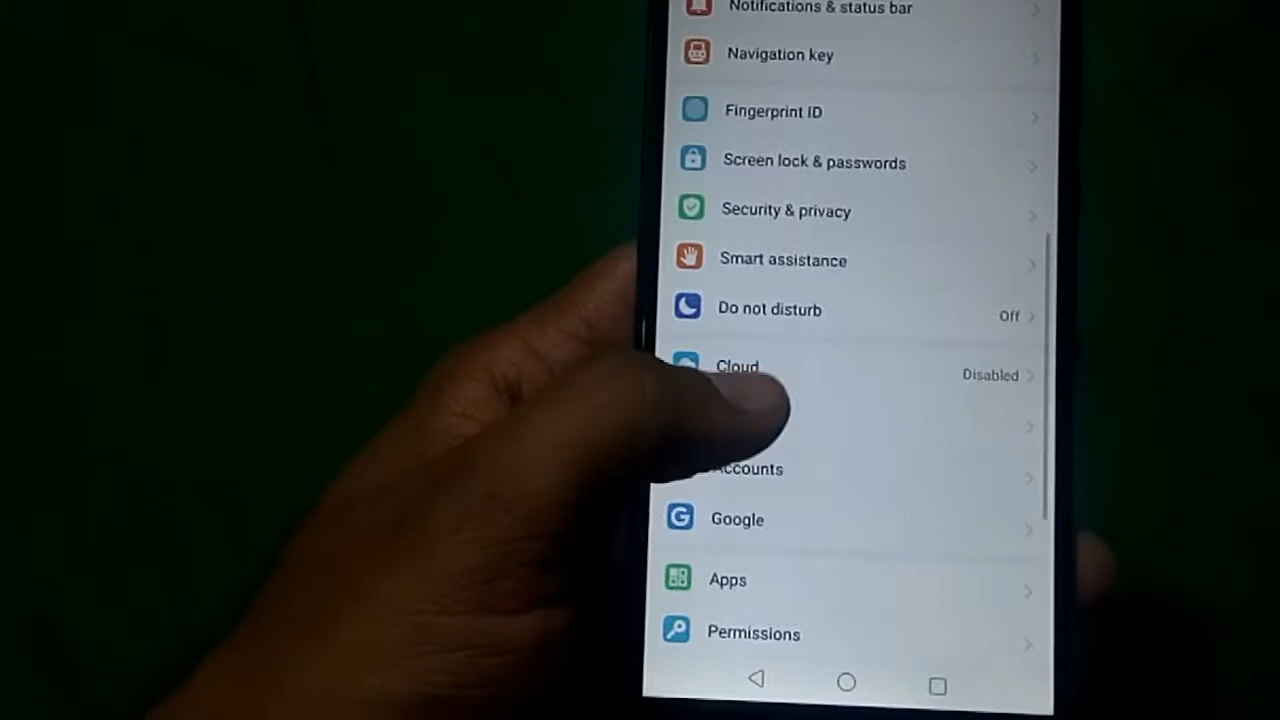 Notifications & status bar
Navigation key
Fingerprint ID
Screen lock & passwords
Security & privacy
Smart assistance
Do not disturb Off
Cloud Disabled
Accounts
Google
Apps
Permissions